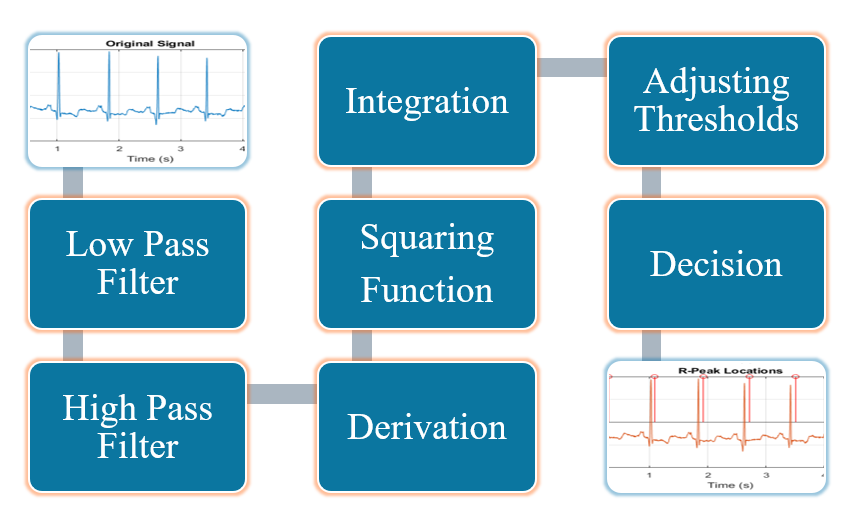 Original Signal
1 2 3 4
Time (s)
Low Pass
Filter
High Pass
Filter
Derivation
Squaring
Function
Integration
Adjusting
Thresholds
Decision
R-Peak Locations
1 2 3
Time (s)